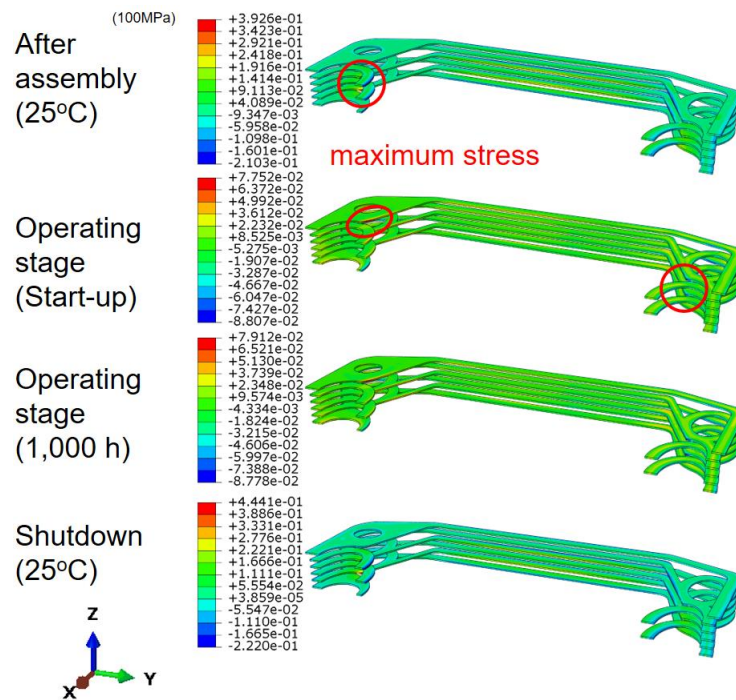 (100MPa)
After
assembly
(25°C)
+3.926e-01
+3.423e-01
+2.921e-01
+2.418e-01
+1.916e-01
+1.414e-01
+9.113e-02
+4.089e-02
-9.347e-03
-5.958e-02
-1.098e-01
-1.601e-01
-2.103e-01
maximum stress
Operating
stage
(Start-up)
+7.752e-02
+6.372e-02
+4.992e-02
+3.612e-02
+2.232e-02
+8.525e-03
-5.275e-03
-1.907e-02
-3.287e-02
-4.667e-02
-6.047e-02
-7.427e-02
-8.807e-02
Operating
stage
(1,000 h)
+7.912e-02
+6.521e-02
+5.130e-02
+3.739e-02
+2.348e-02
+9.574e-03
-4.334e-03
-1.824e-02
-3.215e-02
-4.606e-02
-5.997e-02
-7.388e-02
-8.778e-02
Shutdown
(25°C)
+4.441e-01
+3.886e-01
+3.331e-01
+2.776e-01
+2.221e-01
+1.666e-01
+1.111e-01
+5.554e-02
+3.859e-05
-5.547e-02
-1.110e-01
-1.665e-01
-2.220e-01
Z
X
Y